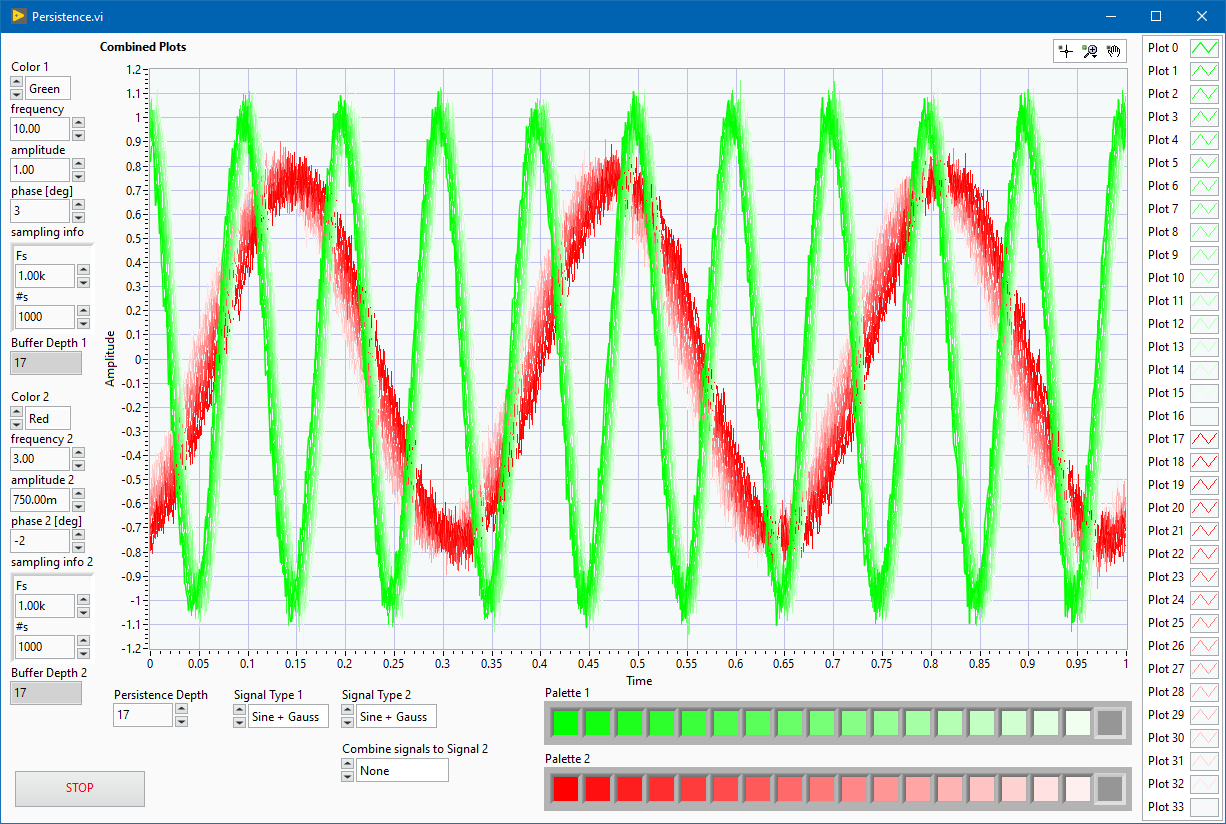 Persistence.vi
Combined Plots
Color 1
Green
frequency
10.00
amplitude
1.00
phase [deg]
3
sampling info
Fs
1.00k
#s
1000
Buffer Depth 1
17
Color 2
Red
frequency 2
3.00
amplitude 2
750.00m
phase 2 [deg]
-2
sampling info 2
Fs
1.00k
#s
1000
Buffer Depth 2
17
STOP
Amplitude
1.2
1.1
1
0.9
0.8
0.7
0.6
0.5
0.4
0.3
0.2
0.1
0
-0.1
-0.2
-0.3
-0.4
-0.5
-0.6
-0.7
-0.8
-0.9
-1
-1.1
-1.2
0 0.05 0.1 0.15 0.2 0.25 0.3 0.35 0.4 0.45 0.5 0.55 0.6 0.65 0.7 0.75 0.8 0.85 0.9 0.95 1
Time
Persistence Depth
17
Signal Type 1
Sine + Gauss
Signal Type 2
Sine + Gauss
Combine signals to Signal 2
None
Palette 1
Palette 2
Plot 0
Plot 1
Plot 2
Plot 3
Plot 4
Plot 5
Plot 6
Plot 7
Plot 8
Plot 9
Plot 10
Plot 11
Plot 12
Plot 13
Plot 14
Plot 15
Plot 16
Plot 17
Plot 18
Plot 19
Plot 20
Plot 21
Plot 22
Plot 23
Plot 24
Plot 25
Plot 26
Plot 27
Plot 28
Plot 29
Plot 30
Plot 31
Plot 32
Plot 33